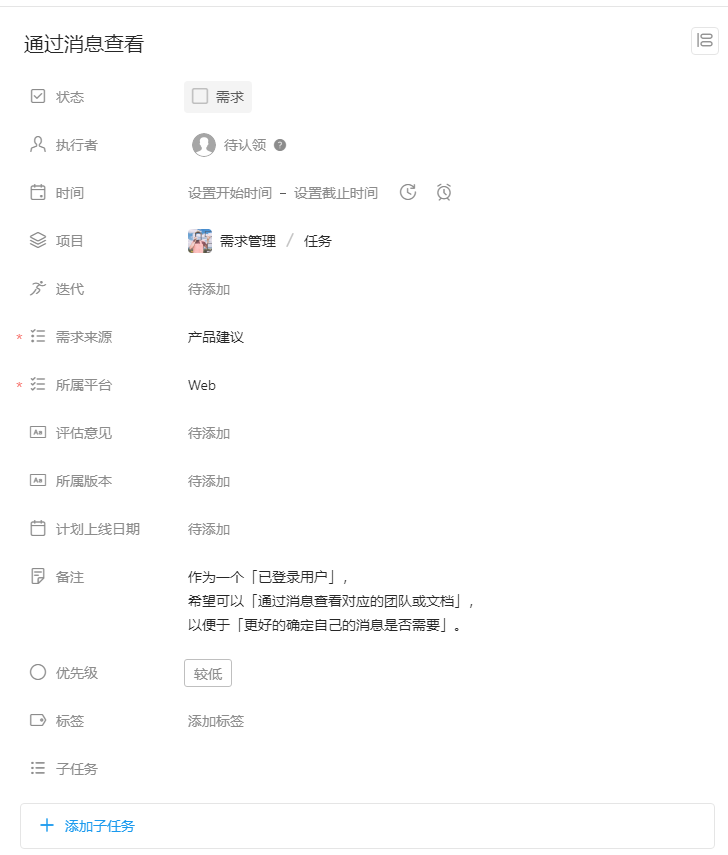 通过消息查看
状态 需求
执行者 待认领 ?
时间 设置开始时间 – 设置截止时间
项目 需求管理 / 任务
迭代 待添加
* 需求来源 产品建议
* 所属平台 Web
Aa 评估意见 待添加
Aa 所属版本 待添加
计划上线日期 待添加
备注 作为一个「已登录用户」,
希望可以「通过消息查看对应的团队或文档」,
以便于「更好的确定自己的消息是否需要」。
优先级 较低
标签 添加标签
子任务
+ 添加子任务